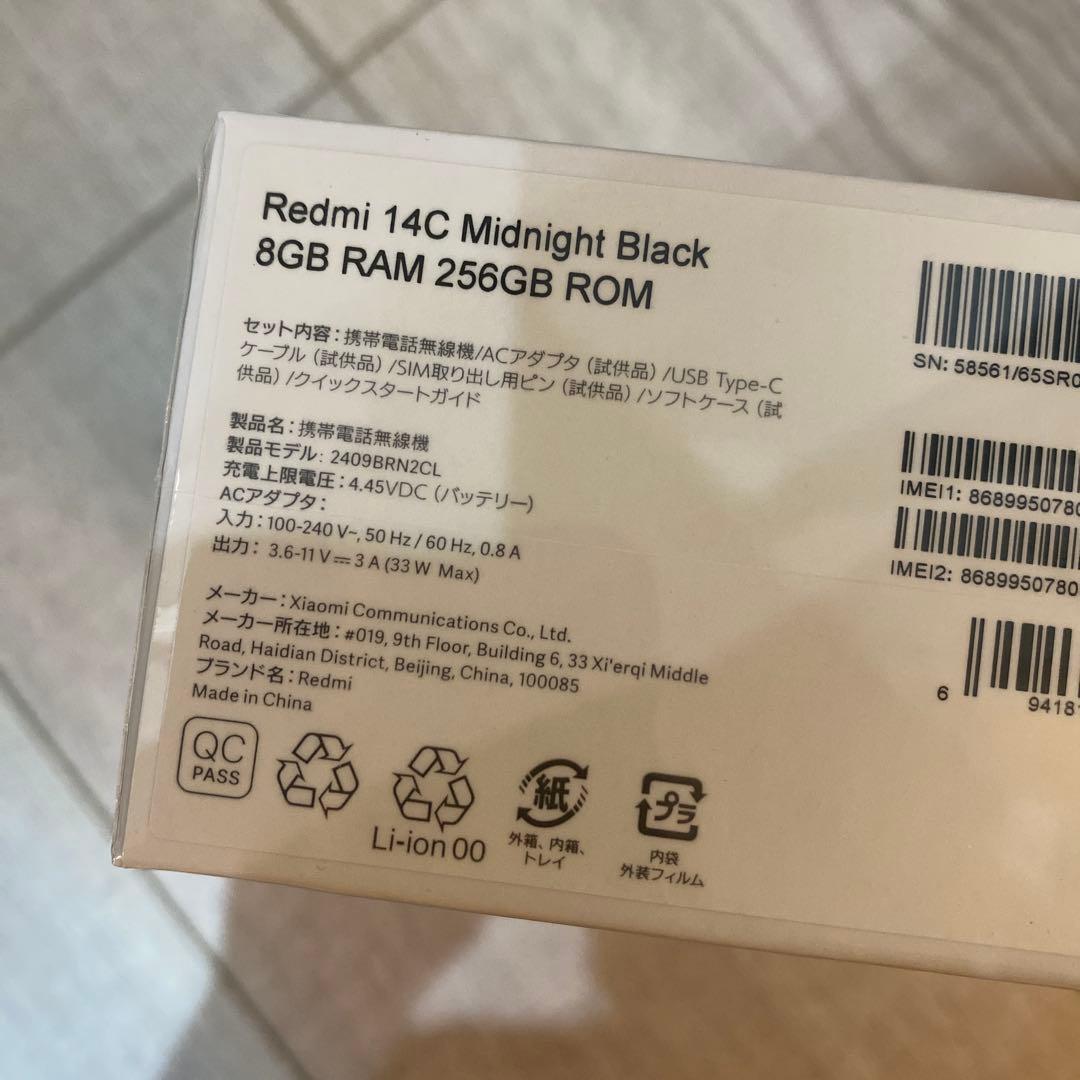 Redmi 14C Midnight Black
8GB RAM 256GB ROM
セット内容：携帯電話無線機/ACアダプタ（試供品）/USB Type-C
ケーブル（試供品）/SIM取り出し用ピン（試供品）/ソフトケース（試
供品）/クイックスタートガイド
製品名：携帯電話無線機
製品モデル：2409BRN2CL
充電上限電圧：4.45VDC（バッテリー）
ACアダプタ：
入力：100-240 V~, 50 Hz / 60 Hz, 0.8 A
出力：3.6-11 V⎓3 A (33 W Max)
メーカー：Xiaomi Communications Co., Ltd.
メーカー所在地：#019, 9th Floor, Building 6, 33 Xi'erqi Middle
Road, Haidian District, Beijing, China, 100085
ブランド名：Redmi
Made in China
QC
PASS
Li-ion 00
紙
外箱、内箱、
トレイ
プラ
内袋
外装フィルム
SN: 58561/65SR0
IMEI1: 8689950780
IMEI2: 8689950780
6 9418